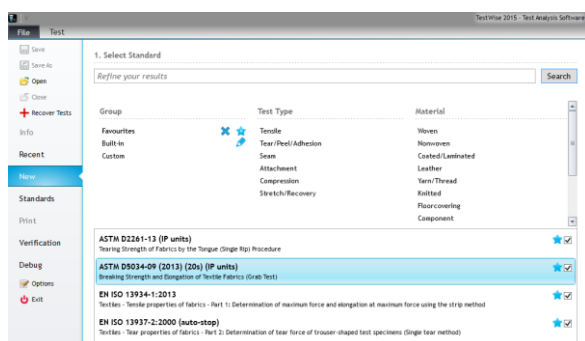 TestWise 2015 - Test Analysis Software
File Test
Save
Save As
Open
Close
Recover Tests
Info
Recent
New
Standards
Print
Verification
Debug
Options
Exit
1. Select Standard
Refine your results
Search
Group
Favourites
Built-in
Custom
Test Type
Tensile
Tear/Peel/Adhesion
Seam
Attachment
Compression
Stretch/Recovery
Material
Woven
Nonwoven
Coated/Laminated
Leather
Yarn/Thread
Knitted
Floorcovering
Component
ASTM D2261-13 (IP units)
Tearing Strength of Fabrics by the Tongue (Single Rip) Procedure
ASTM D5034-09 (2013) (20s) (IP units)
Breaking Strength and Elongation of Textile Fabrics (Grab Test)
EN ISO 13934-1:2013
Textiles - Tensile properties of fabrics - Part 1: Determination of maximum force and elongation at maximum force using the strip method
EN ISO 13937-2:2000 (auto-stop)
Textiles - Tear properties of fabrics - Part 2: Determination of tear force of trouser-shaped test specimens (Single tear method)